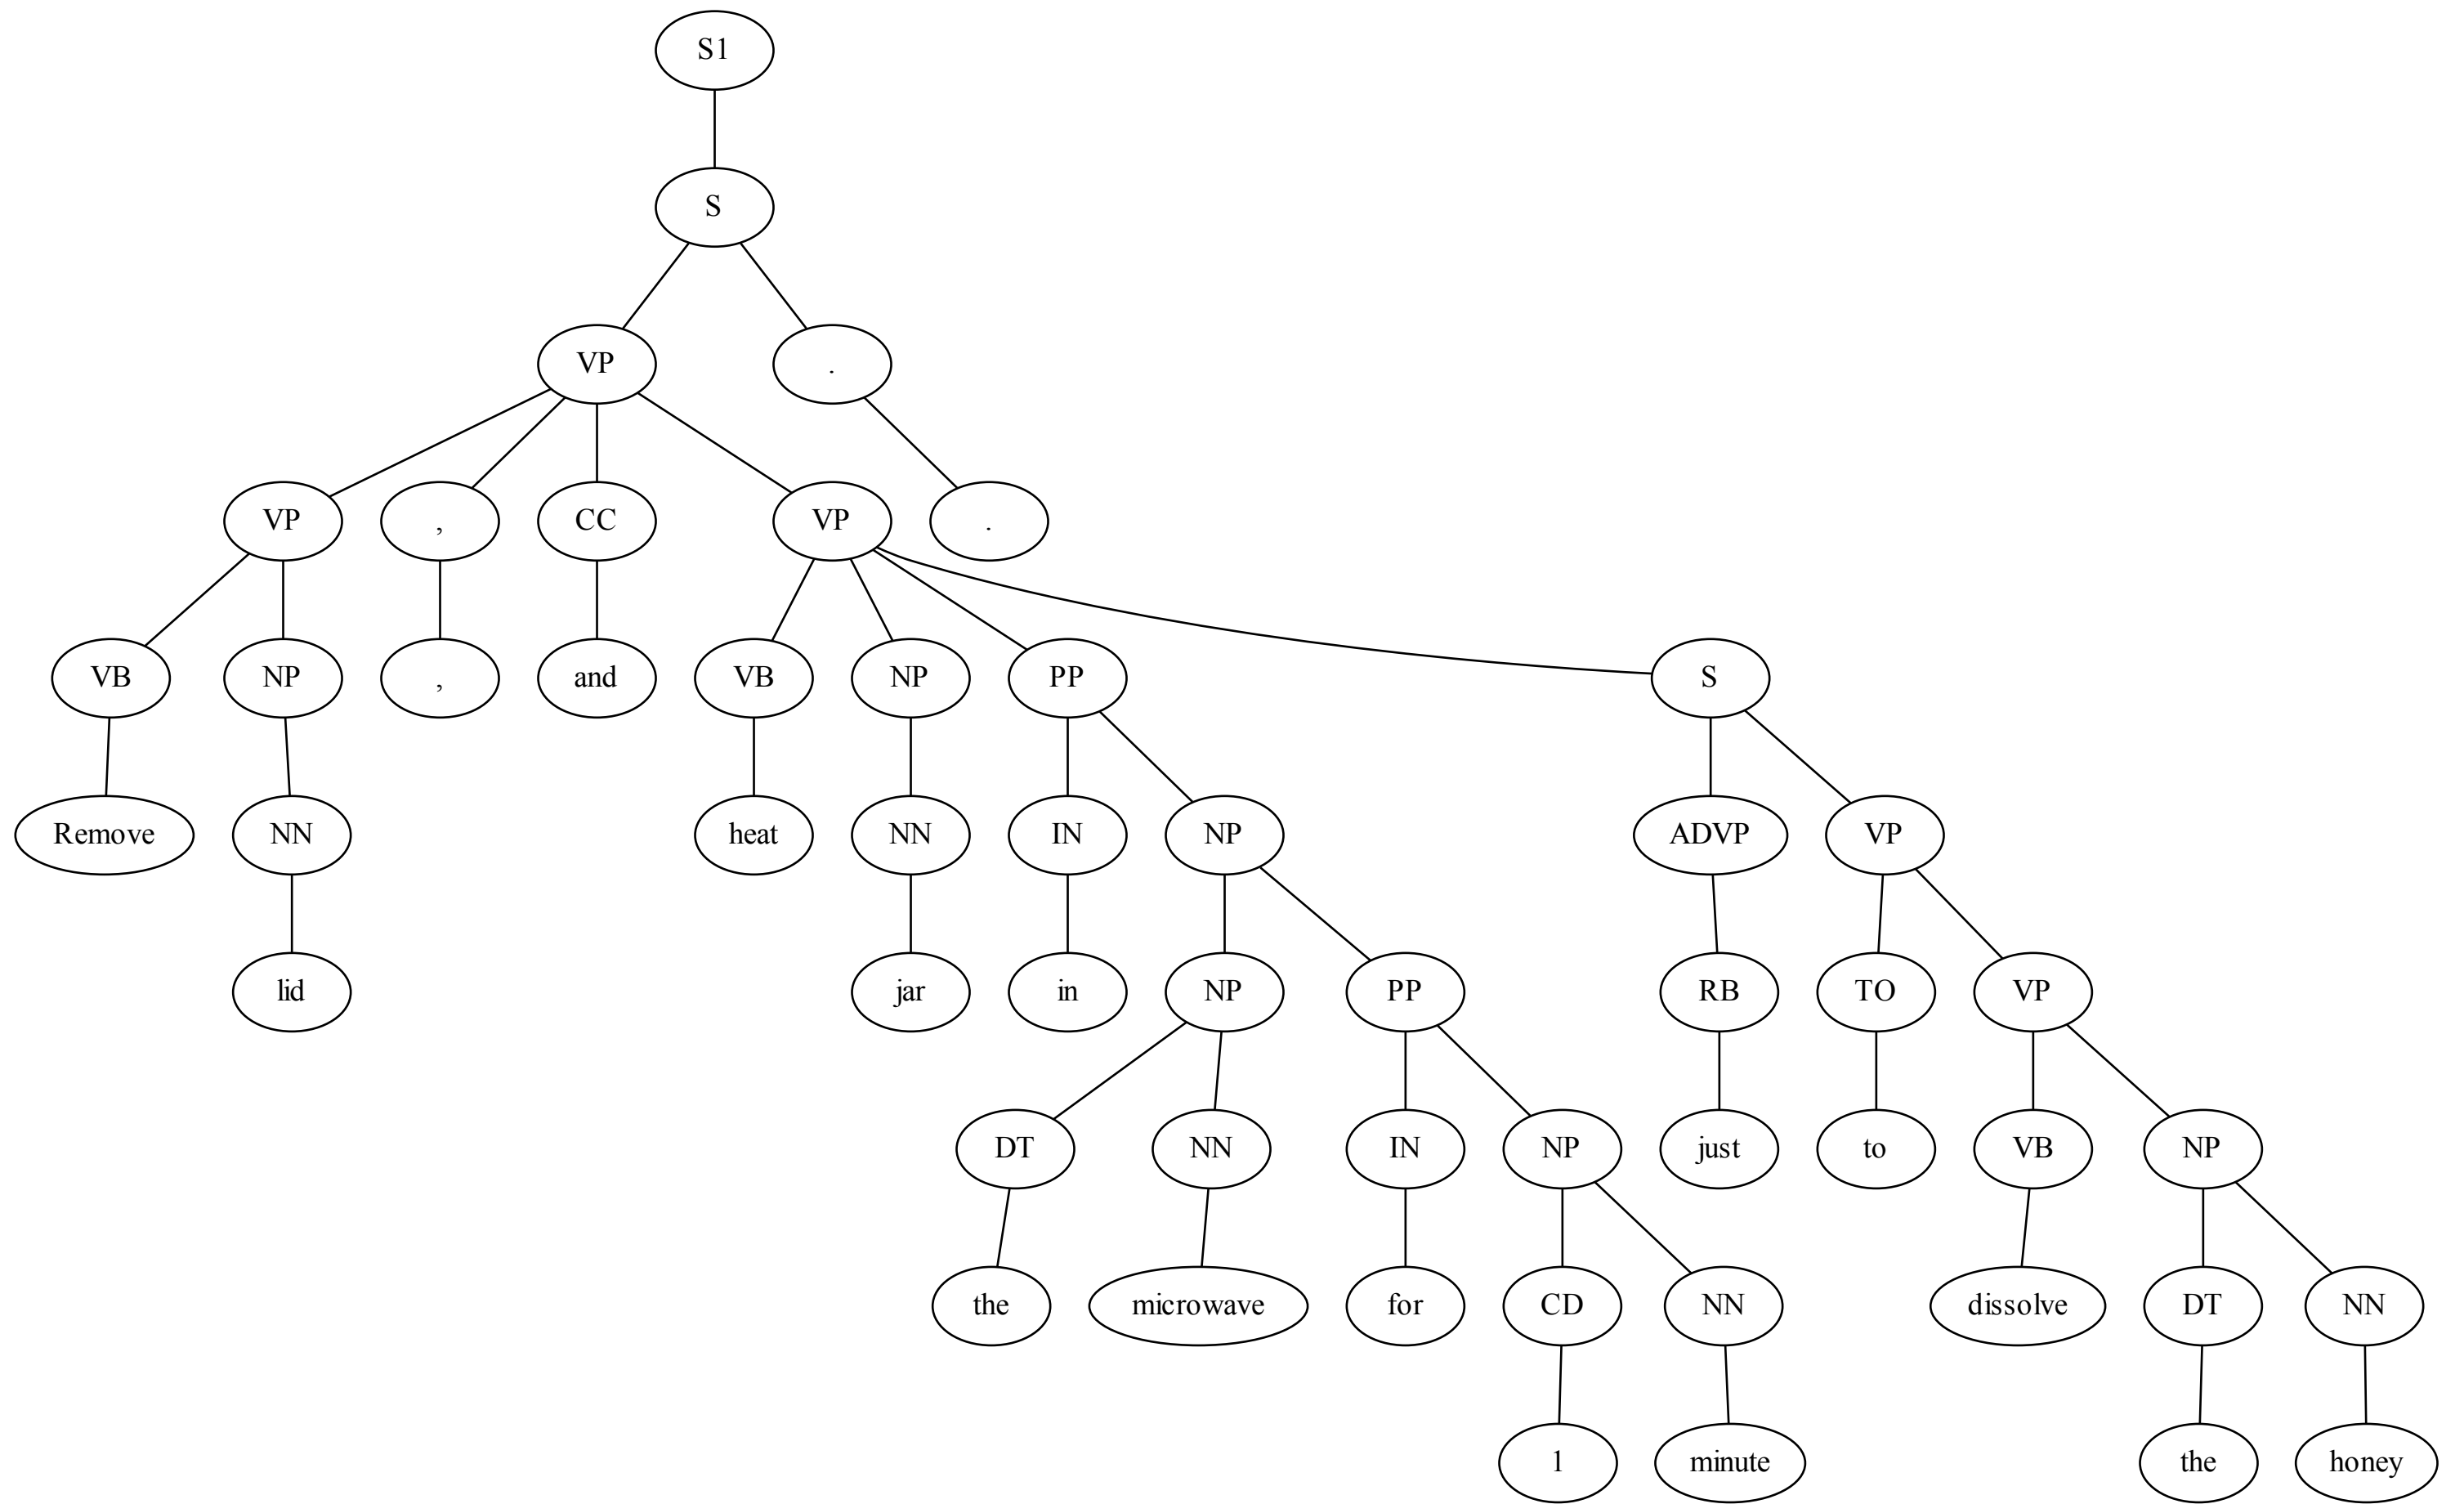 S1
S
VP .
VP , CC VP .
VB NP , and VB NP PP S
Remove NN heat NN IN NP ADVP VP
lid jar in NP PP RB TO VP
DT NN IN NP just to VB NP
the microwave for CD NN dissolve DT NN
1 minute the honey